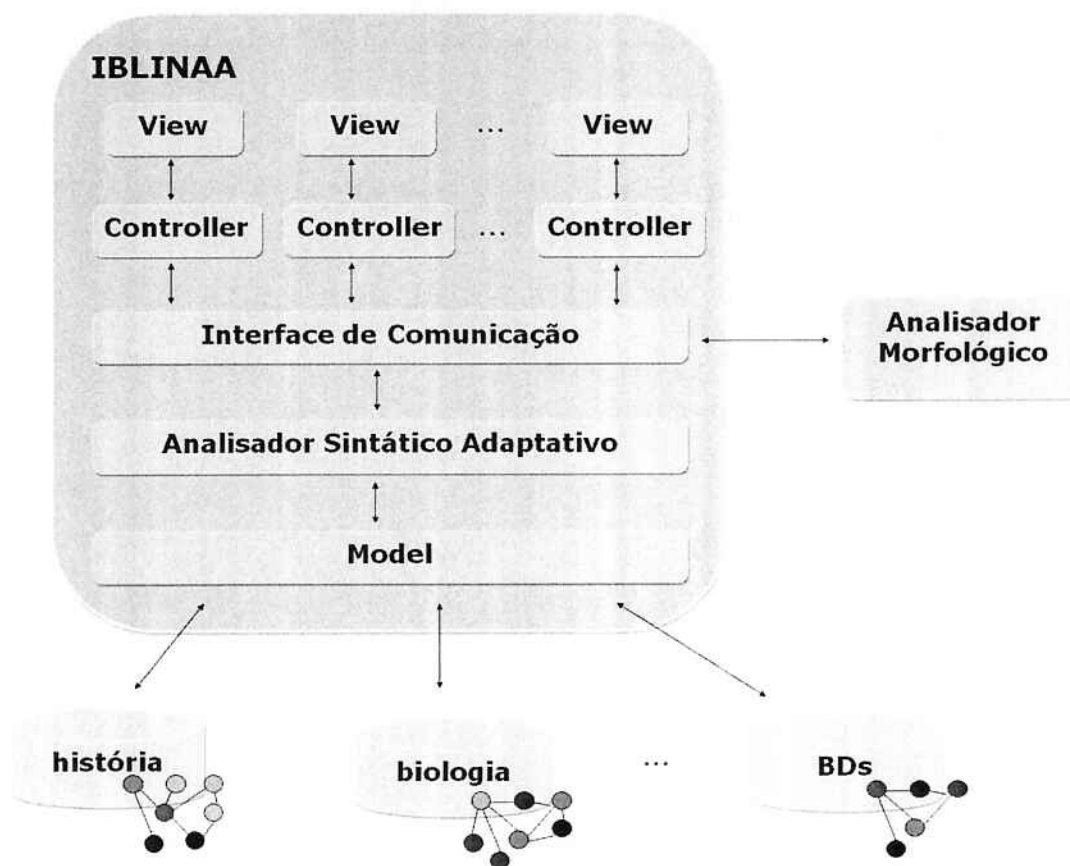 IBLINAA
View View ... View
Controller Controller ... Controller
Interface de Comunicação
Analisador
Morfológico
Analisador Sintático Adaptativo
Model
história biologia ... BDs